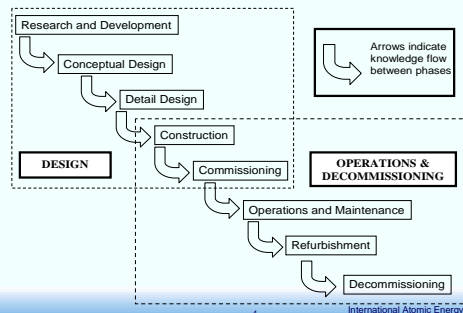 Research and Development
Arrows indicate
knowledge flow
between phases
Conceptual Design
Detail Design
Construction
DESIGN
Commissioning
OPERATIONS &
DECOMMISSIONING
Operations and Maintenance
Refurbishment
Decommissioning
International Atomic Energy